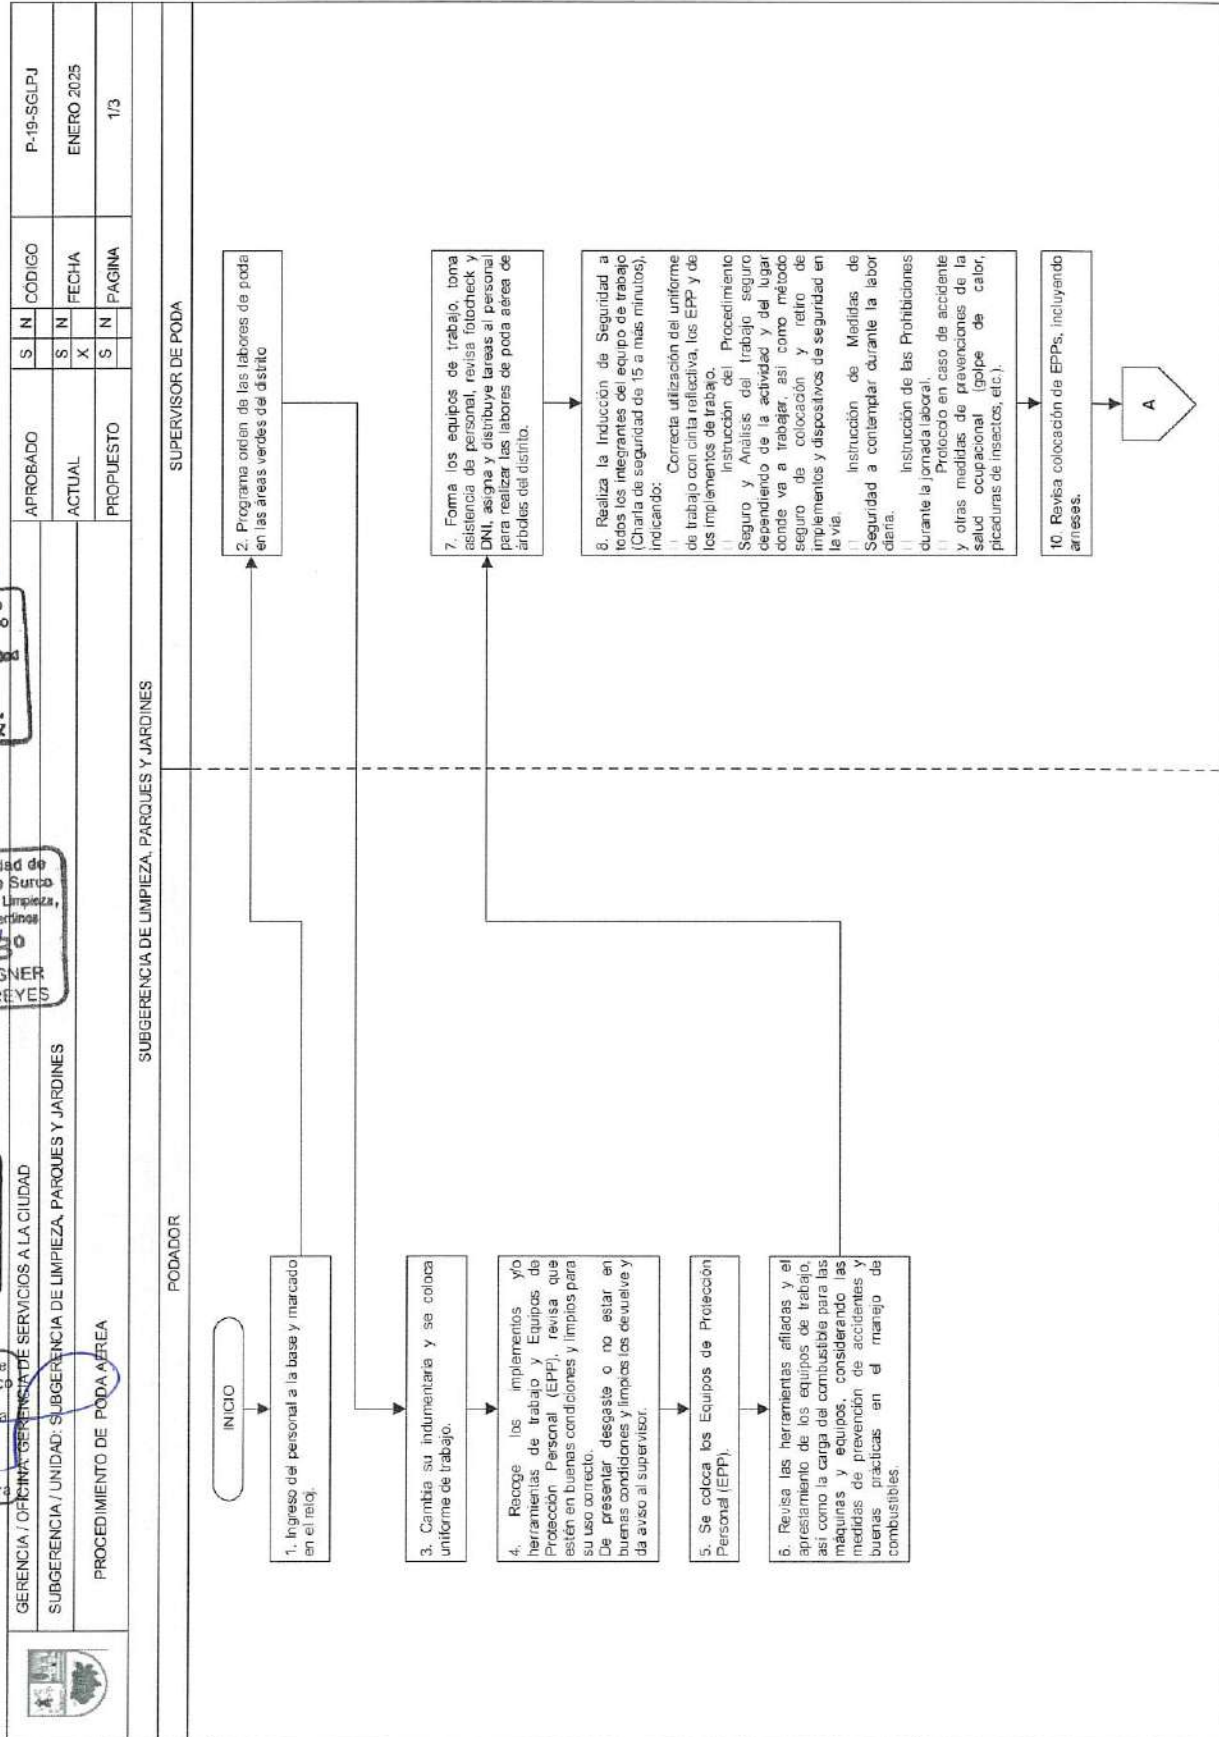 GERENCIA / OFICINA: GERENCIA DE SERVICIOS A LA CIUDAD
SUBGERENCIA / UNIDAD: SUBGERENCIA DE LIMPIEZA, PARQUES Y JARDINES
PROCEDIMIENTO DE PODA AEREA
APROBADO S N CÓDIGO P-19-SGLPJ
ACTUAL S N FECHA ENERO 2025
X
PROPUESTO S N PAGINA 1/3
dad de
Surco
Limpieza,
GNER
REYES
SUBGERENCIA DE LIMPIEZA, PARQUES Y JARDINES
PODADOR
SUPERVISOR DE PODA
INICIO
1. Ingreso del personal a la base y marcado
en el reloj.
2. Programa orden de las labores de poda
en las áreas verdes del distrito
3. Cambia su indumentaria y se coloca
uniforme de trabajo.
4. Recoge los implementos y/o
herramientas de trabajo y Equipos de
Protección Personal (EPP), revisa que
estén en buenas condiciones y limpios para
su uso correcto.
De presentar desgaste o no estar en
buenas condiciones y limpios los devuelve y
da aviso al supervisor.
5. Se coloca los Equipos de Protección
Personal (EPP).
6. Revisa las herramientas afiladas y el
aprestamiento de los equipos de trabajo,
así como la carga del combustible para las
máquinas y equipos, considerando las
medidas de prevención de accidentes y
buenas prácticas en el manejo de
combustibles.
7. Forma los equipos de trabajo, toma
asistencia de personal, revisa fotocheck y
DNI, asigna y distribuye tareas al personal
para realizar las labores de poda aérea de
árboles del distrito.
8. Realiza la Inducción de Seguridad a
todos los integrantes del equipo de trabajo
(Charla de seguridad de 15 a más minutos),
indicando:
Correcta utilización del uniforme
de trabajo con cinta reflectiva, los EPP y de
los implementos de trabajo.
Instrucción del Procedimiento
Seguro y Análisis del trabajo seguro
dependiendo de la actividad y del lugar
donde va a trabajar, así como método
seguro de colocación y retiro de
implementos y dispositivos de seguridad en
la vía.
Instrucción de Medidas de
Seguridad a contemplar durante la labor
diaria.
Instrucción de las Prohibiciones
durante la jornada laboral.
Protocolo en caso de accidente
y otras medidas de prevenciones de la
salud ocupacional (golpe de calor,
picaduras de insectos, etc.).
10. Revisa colocación de EPPs, incluyendo
arneses.
A